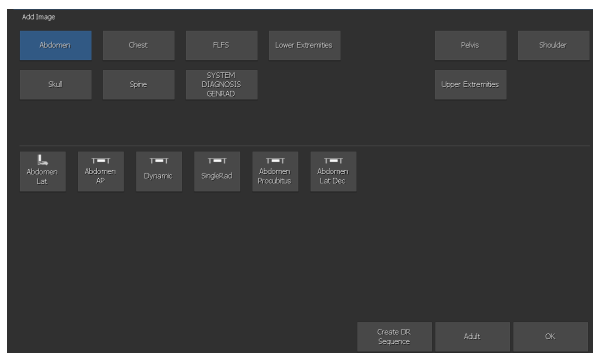 Add Image
Abdomen
Chest
FLFS
Lower Extremities
Pelvis
Shoulder
Skull
Spine
SYSTEM
DIAGNOSIS
GENRAD
Upper Extremities
Abdomen
Lat
Abdomen
AP
Dynamic
SingleRad
Abdomen
Procubitus
Abdomen
Lat Dec
Create DR
Sequence
Adult
OK